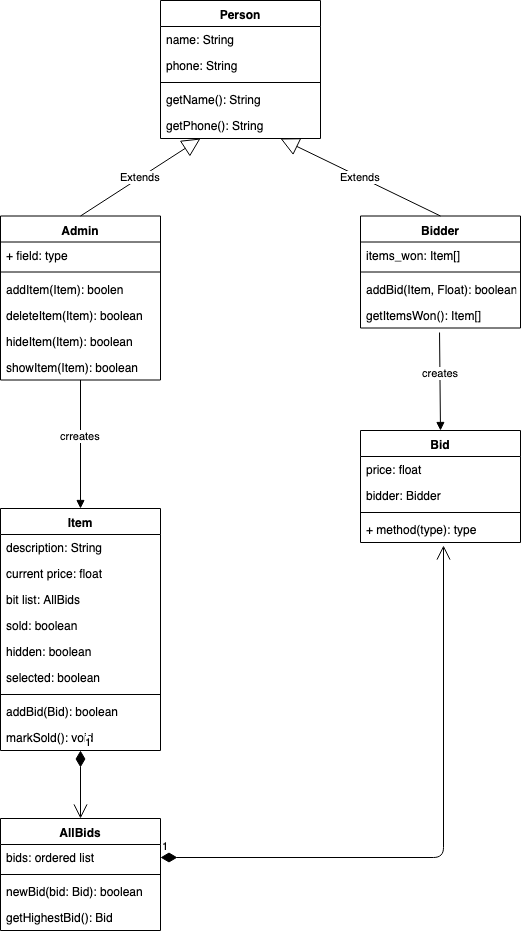 Person
name: String
phone: String
getName(): String
getPhone(): String
Extends
Extends
Admin
+ field: type
addItem(Item): boolen
deleteItem(Item): boolean
hideItem(Item): boolean
showItem(Item): boolean
Bidder
items_won: Item[]
addBid(Item, Float): boolean
getItemsWon(): Item[]
creates
crreates
Bid
price: float
bidder: Bidder
+ method(type): type
Item
description: String
current price: float
bit list: AllBids
sold: boolean
hidden: boolean
selected: boolean
addBid(Bid): boolean
markSold(): void
1
AllBids
bids: ordered list
newBid(bid: Bid): boolean
getHighestBid(): Bid
1